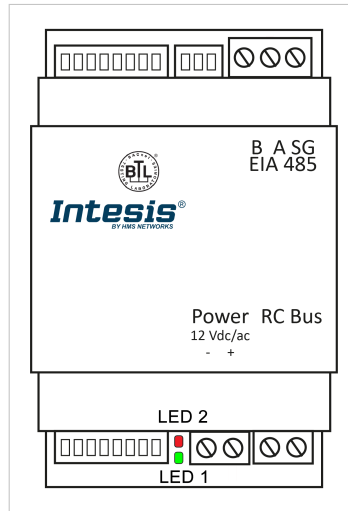 B A SG
EIA 485
BTL
Intesis®
BY HMS NETWORKS
Power RC Bus
12 Vdc/ac
- +
LED 2
LED 1